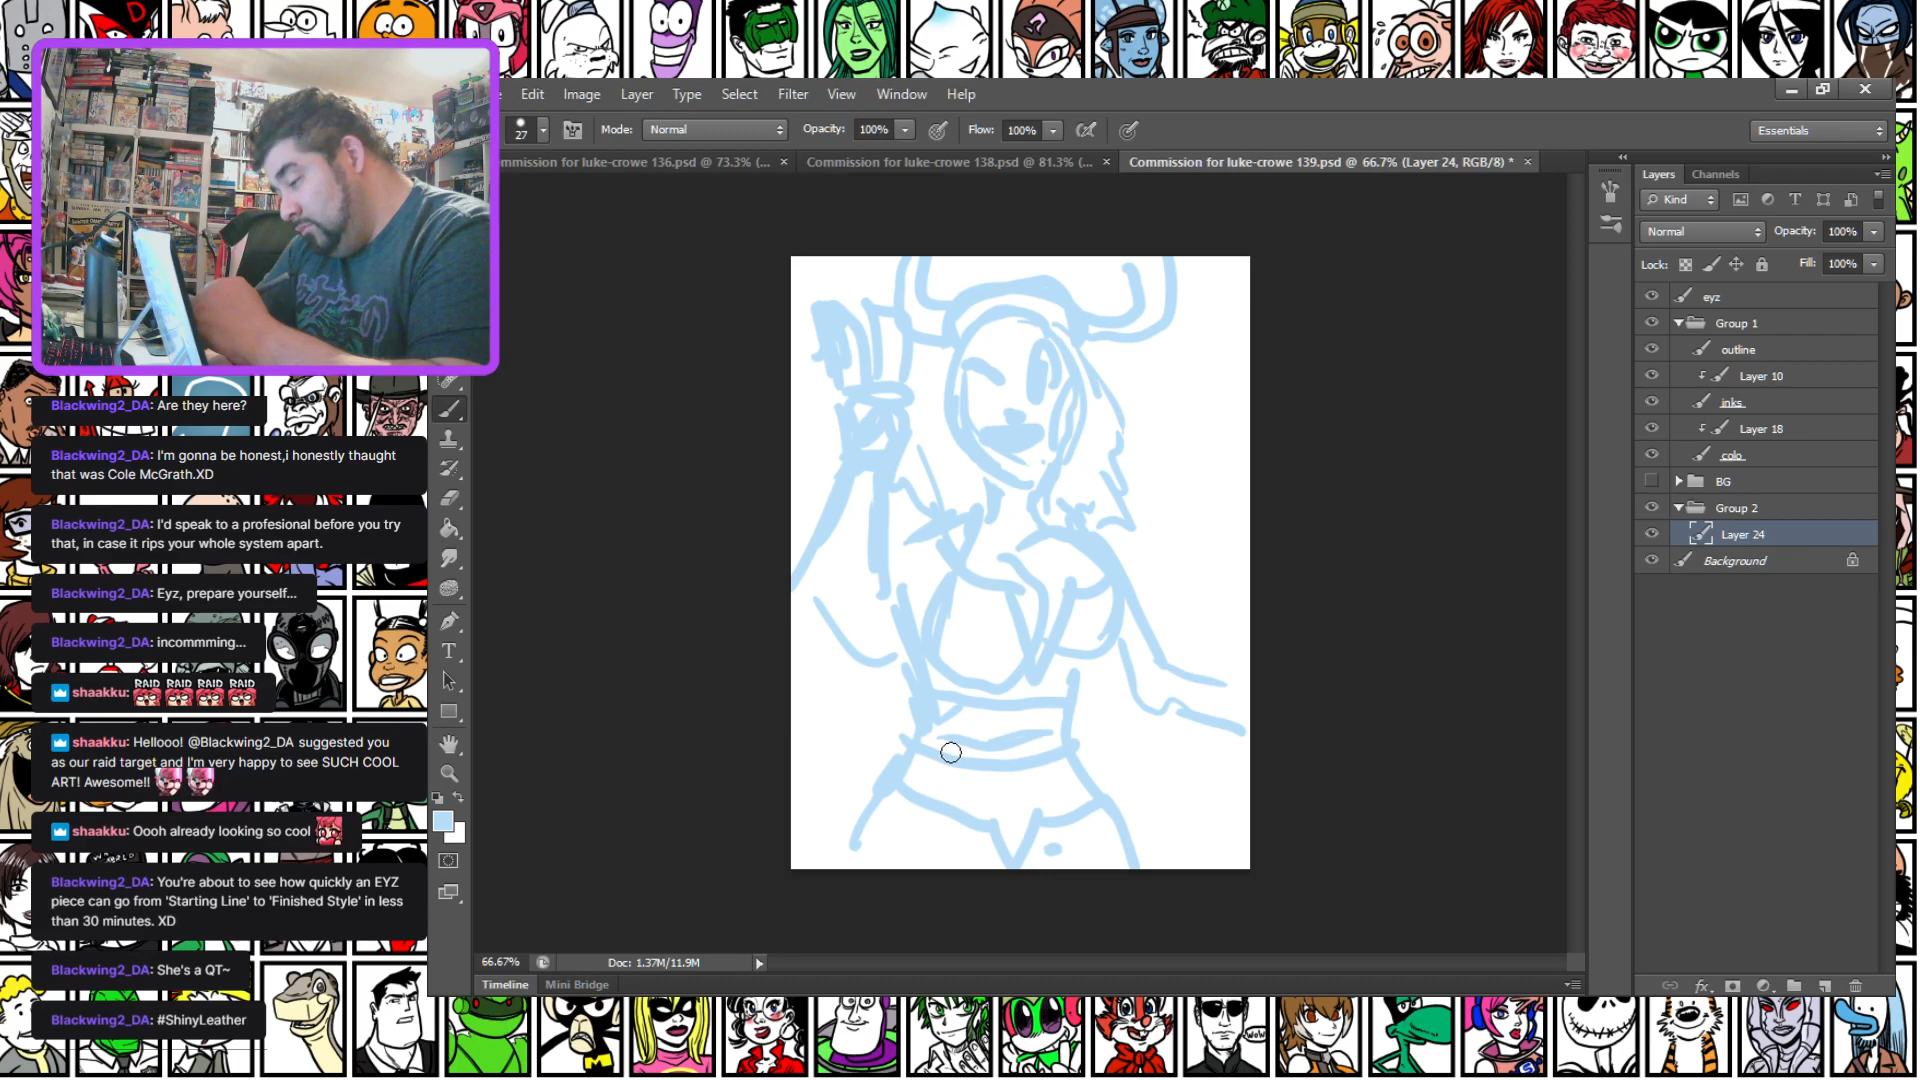 Edit Image Layer Type Select Filter View Window Help
27 Mode: Normal Opacity: 100% Flow: 100% Essentials
ommission for luke-crowe 136.psd @ 73.3% (... × Commission for luke-crowe 138.psd @ 81.3% (... × Commission for luke-crowe 139.psd @ 66.7% (Layer 24, RGB/8) * ×
Layers Channels
Kind
Normal Opacity: 100%
Lock: Fill: 100%
eyz
Group 1
outline
Layer 10
inks
Layer 18
colo
BG
Group 2
Layer 24
Background
Blackwing2_DA: Are they here?
Blackwing2_DA: I'm gonna be honest,i honestly thaught
that was Cole McGrath.XD
Blackwing2_DA: I'd speak to a profesional before you try
that, in case it rips your whole system apart.
Blackwing2_DA: Eyz, prepare yourself...
Blackwing2_DA: incommming...
shaakku: RAID RAID RAID RAID
shaakku: Hellooo! @Blackwing2_DA suggested you
as our raid target and I'm very happy to see SUCH COOL
ART! Awesome!!
shaakku: Oooh already looking so cool
Blackwing2_DA: You're about to see how quickly an EYZ
piece can go from 'Starting Line' to 'Finished Style' in less
than 30 minutes. XD
Blackwing2_DA: She's a QT~
Blackwing2_DA: #ShinyLeather
66.67% Doc: 1.37M/11.9M
Timeline Mini Bridge
fx
WOW